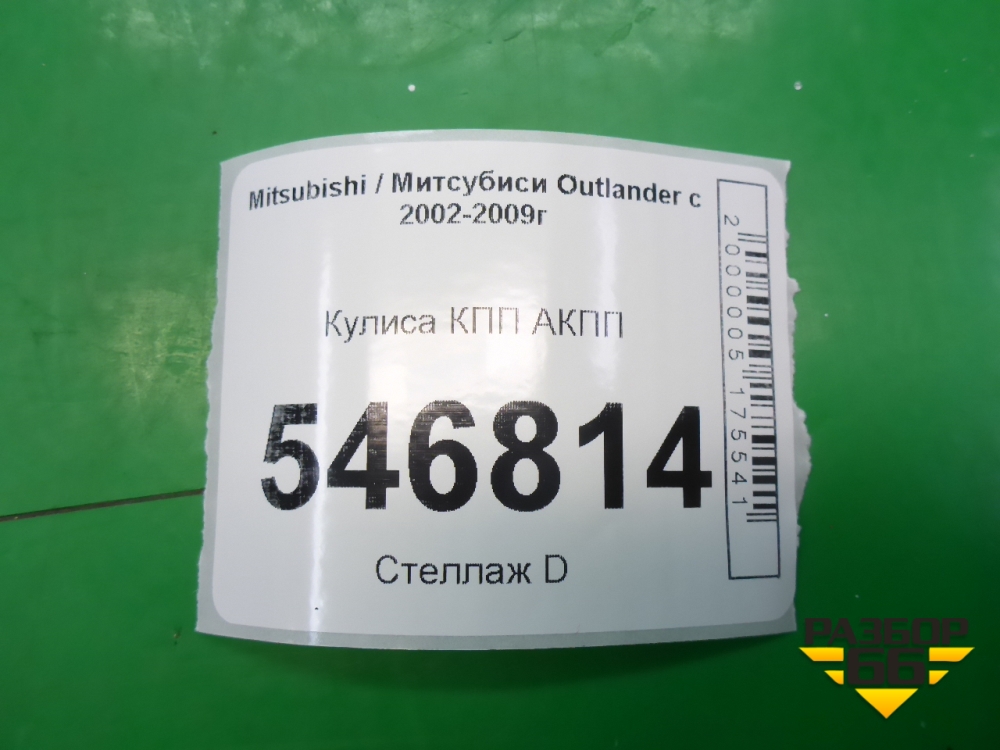 Mitsubishi / Митсубиси Outlander с
2002-2009г
Кулиса КПП АКПП
546814
Стеллаж D
2000005175541
РАЗБОР
66